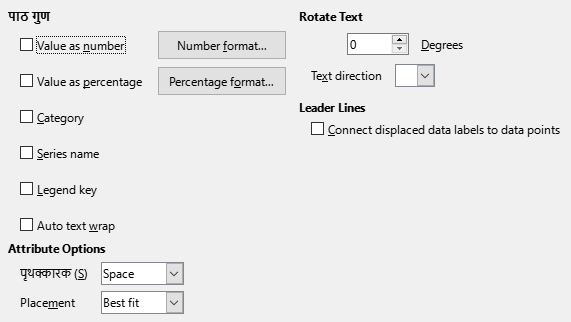 पाठ गुण
Value as number
Number format...
Value as percentage
Percentage format...
Category
Series name
Legend key
Auto text wrap
Attribute Options
पृथक्कारक (S)
Space
Placement
Best fit
Rotate Text
0
Degrees
Text direction
Leader Lines
Connect displaced data labels to data points